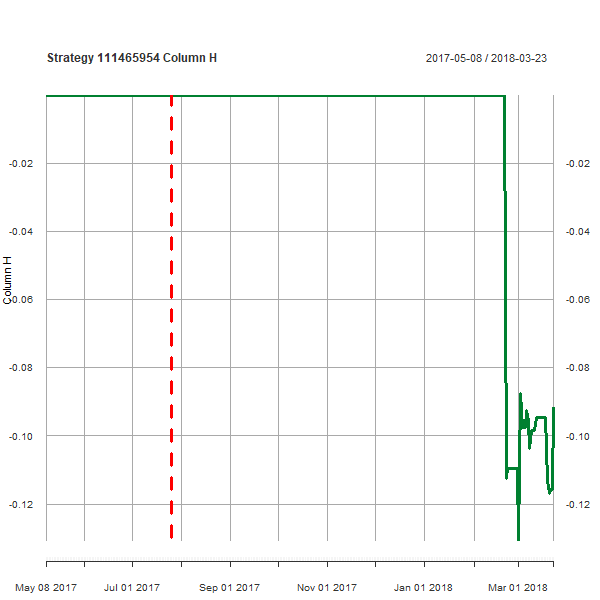 Strategy 111465954 Column H
2017-05-08 / 2018-03-23
-0.02
-0.04
-0.06
-0.08
-0.10
-0.12
Column H
-0.02
-0.04
-0.06
-0.08
-0.10
-0.12
May 08 2017
Jul 01 2017
Sep 01 2017
Nov 01 2017
Jan 01 2018
Mar 01 2018